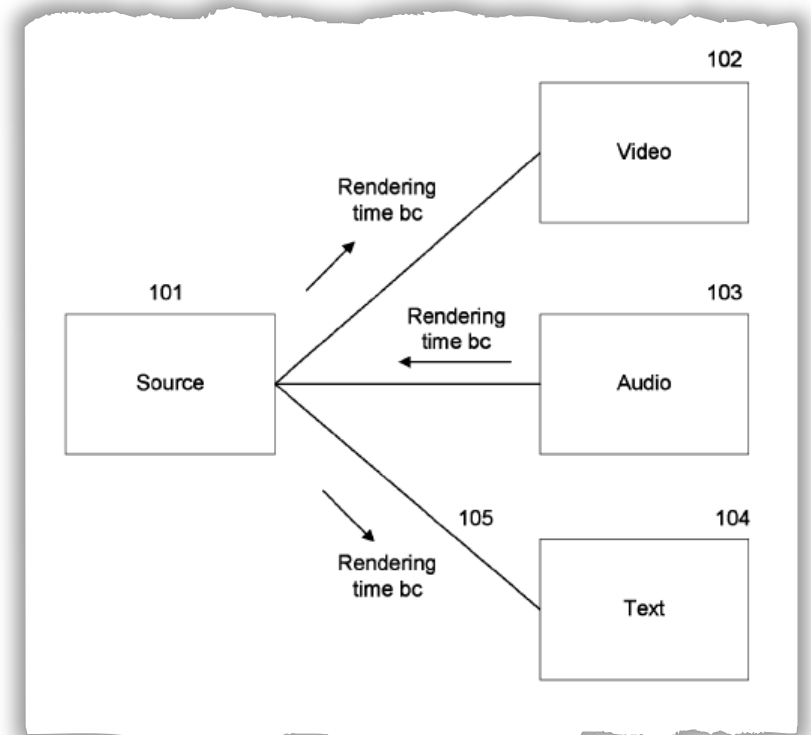 102
Video
Rendering
time bc
101
103
Rendering
time bc
Source
Audio
105
104
Rendering
time bc
Text